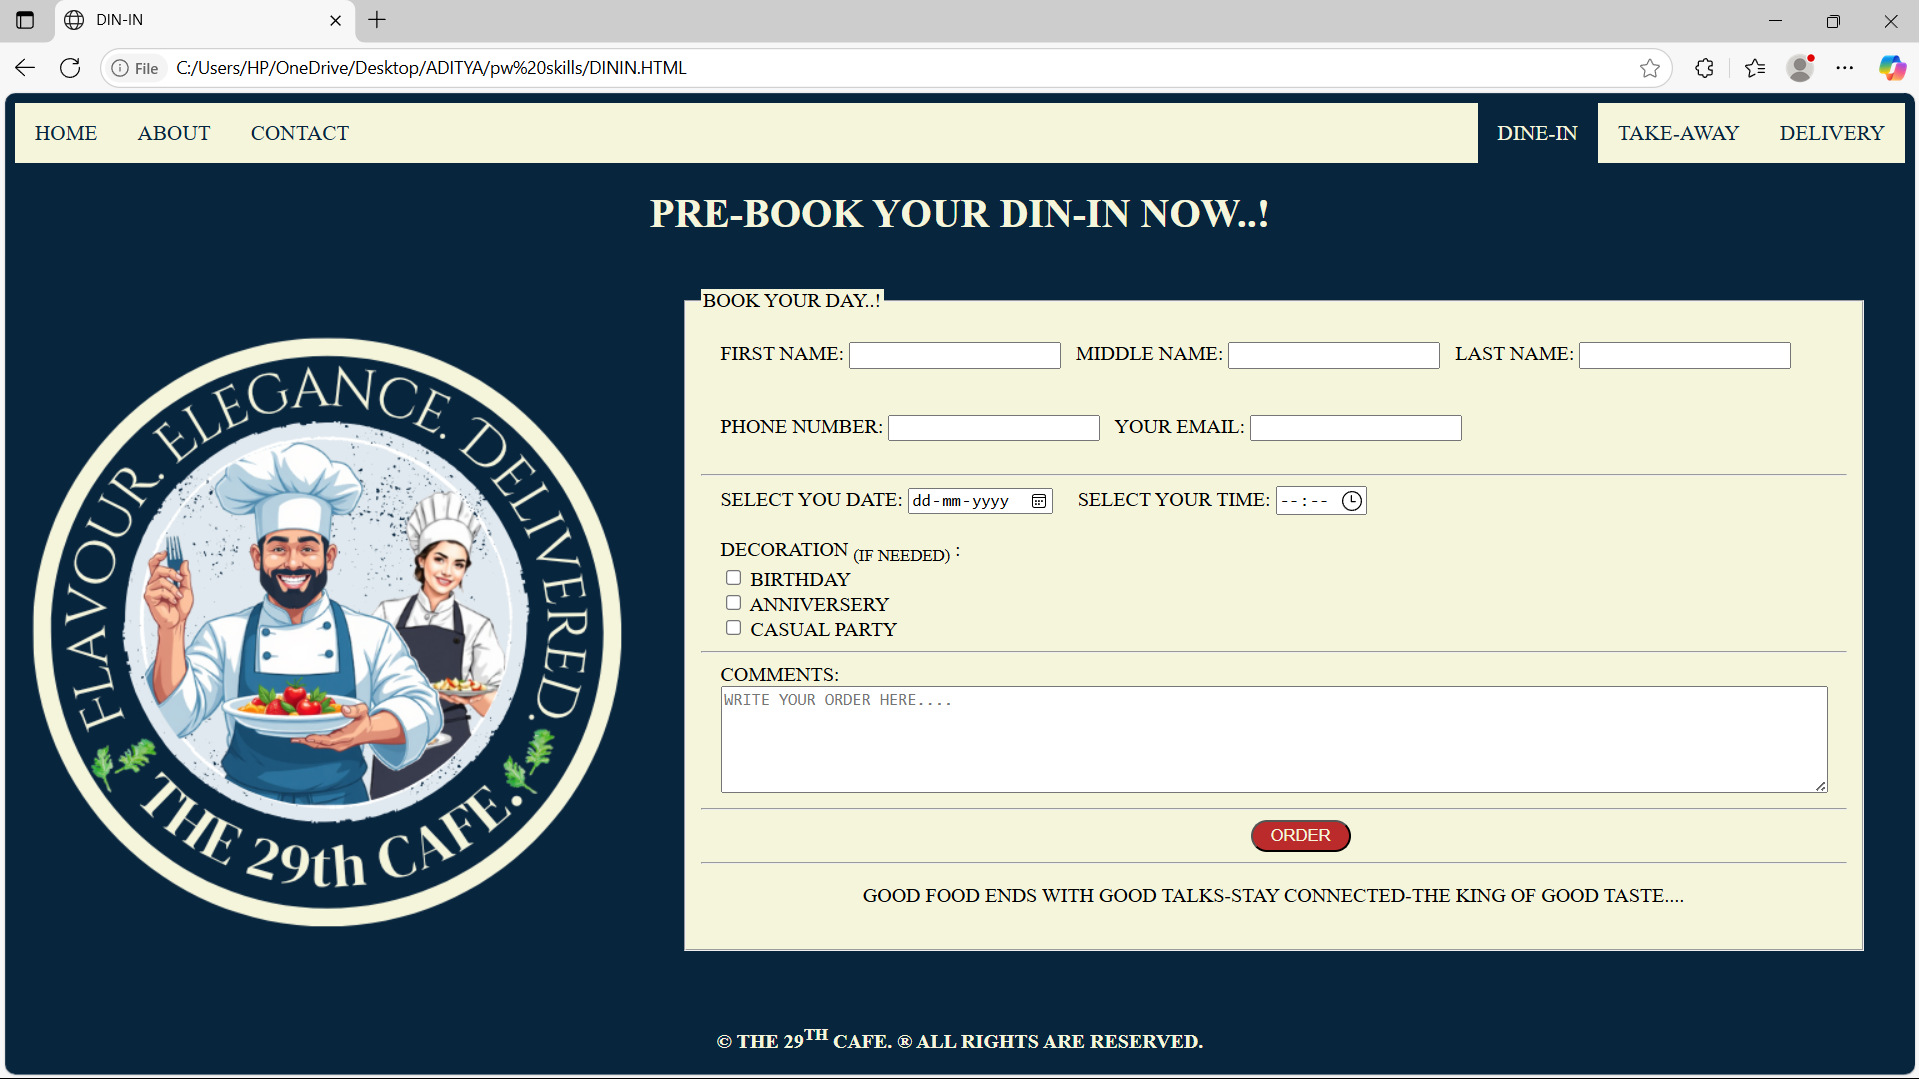 DIN-IN
File C:/Users/HP/OneDrive/Desktop/ADITYA/pw%20skills/DININ.HTML
HOME ABOUT CONTACT DINE-IN TAKE-AWAY DELIVERY
PRE-BOOK YOUR DIN-IN NOW..!
FLAVOUR. ELEGANCE. DELIVERED.
THE 29th CAFE.
BOOK YOUR DAY..!
FIRST NAME: MIDDLE NAME: LAST NAME:
PHONE NUMBER: YOUR EMAIL:
SELECT YOU DATE: dd-mm-yyyy SELECT YOUR TIME: --:--
DECORATION (IF NEEDED) :
BIRTHDAY
ANNIVERSERY
CASUAL PARTY
COMMENTS:
WRITE YOUR ORDER HERE....
ORDER
GOOD FOOD ENDS WITH GOOD TALKS-STAY CONNECTED-THE KING OF GOOD TASTE....
© THE 29TH CAFE. ® ALL RIGHTS ARE RESERVED.